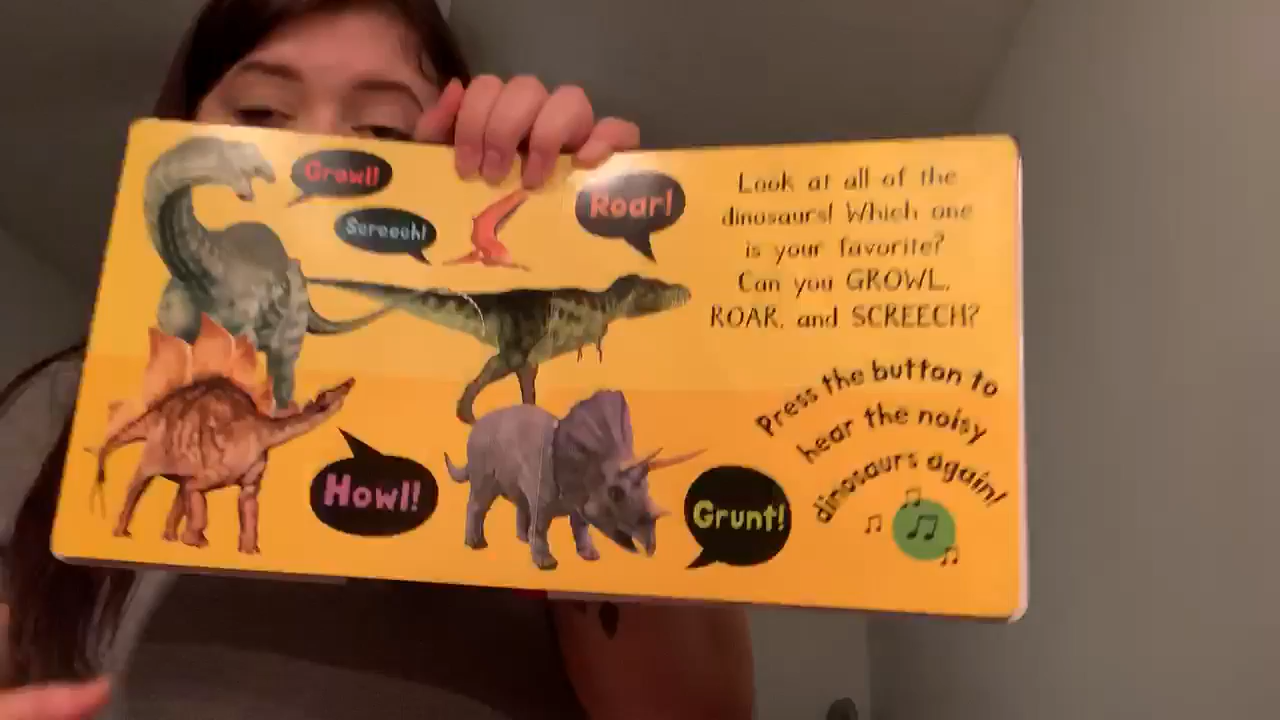 Growl!
Screech!
Roar!
Howl!
Grunt!
Look at all of the
dinosaurs! Which one
is your favorite?
Can you GROWL,
ROAR, and SCREECH?
Press the button to
hear the noisy
dinosaurs again!